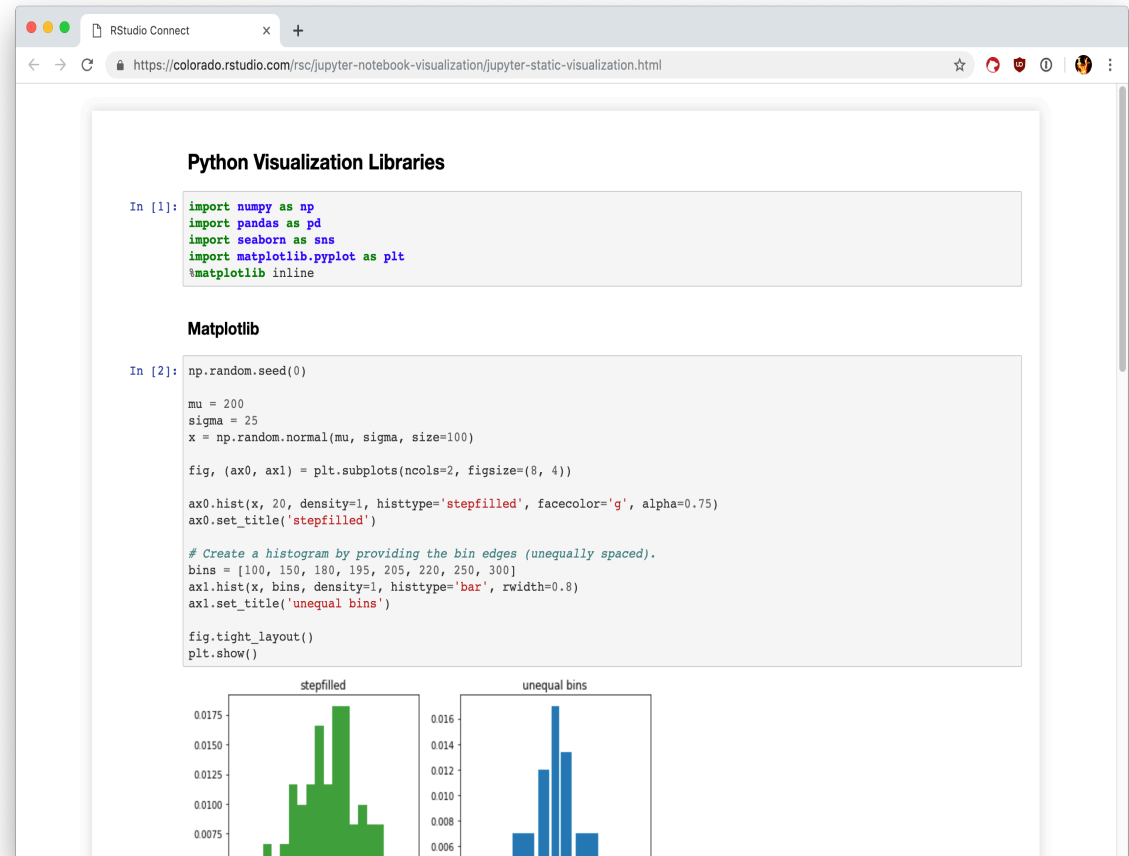 RStudio Connect
https://colorado.rstudio.com/rsc/jupyter-notebook-visualization/jupyter-static-visualization.html
Python Visualization Libraries
In [1]: import numpy as np
import pandas as pd
import seaborn as sns
import matplotlib.pyplot as plt
%matplotlib inline
Matplotlib
In [2]: np.random.seed(0)
mu = 200
sigma = 25
x = np.random.normal(mu, sigma, size=100)
fig, (ax0, ax1) = plt.subplots(ncols=2, figsize=(8, 4))
ax0.hist(x, 20, density=1, histtype='stepfilled', facecolor='g', alpha=0.75)
ax0.set_title('stepfilled')
# Create a histogram by providing the bin edges (unequally spaced).
bins = [100, 150, 180, 195, 205, 220, 250, 300]
ax1.hist(x, bins, density=1, histtype='bar', rwidth=0.8)
ax1.set_title('unequal bins')
fig.tight_layout()
plt.show()
stepfilled
0.0175
0.0150
0.0125
0.0100
0.0075
unequal bins
0.016
0.014
0.012
0.010
0.008
0.006